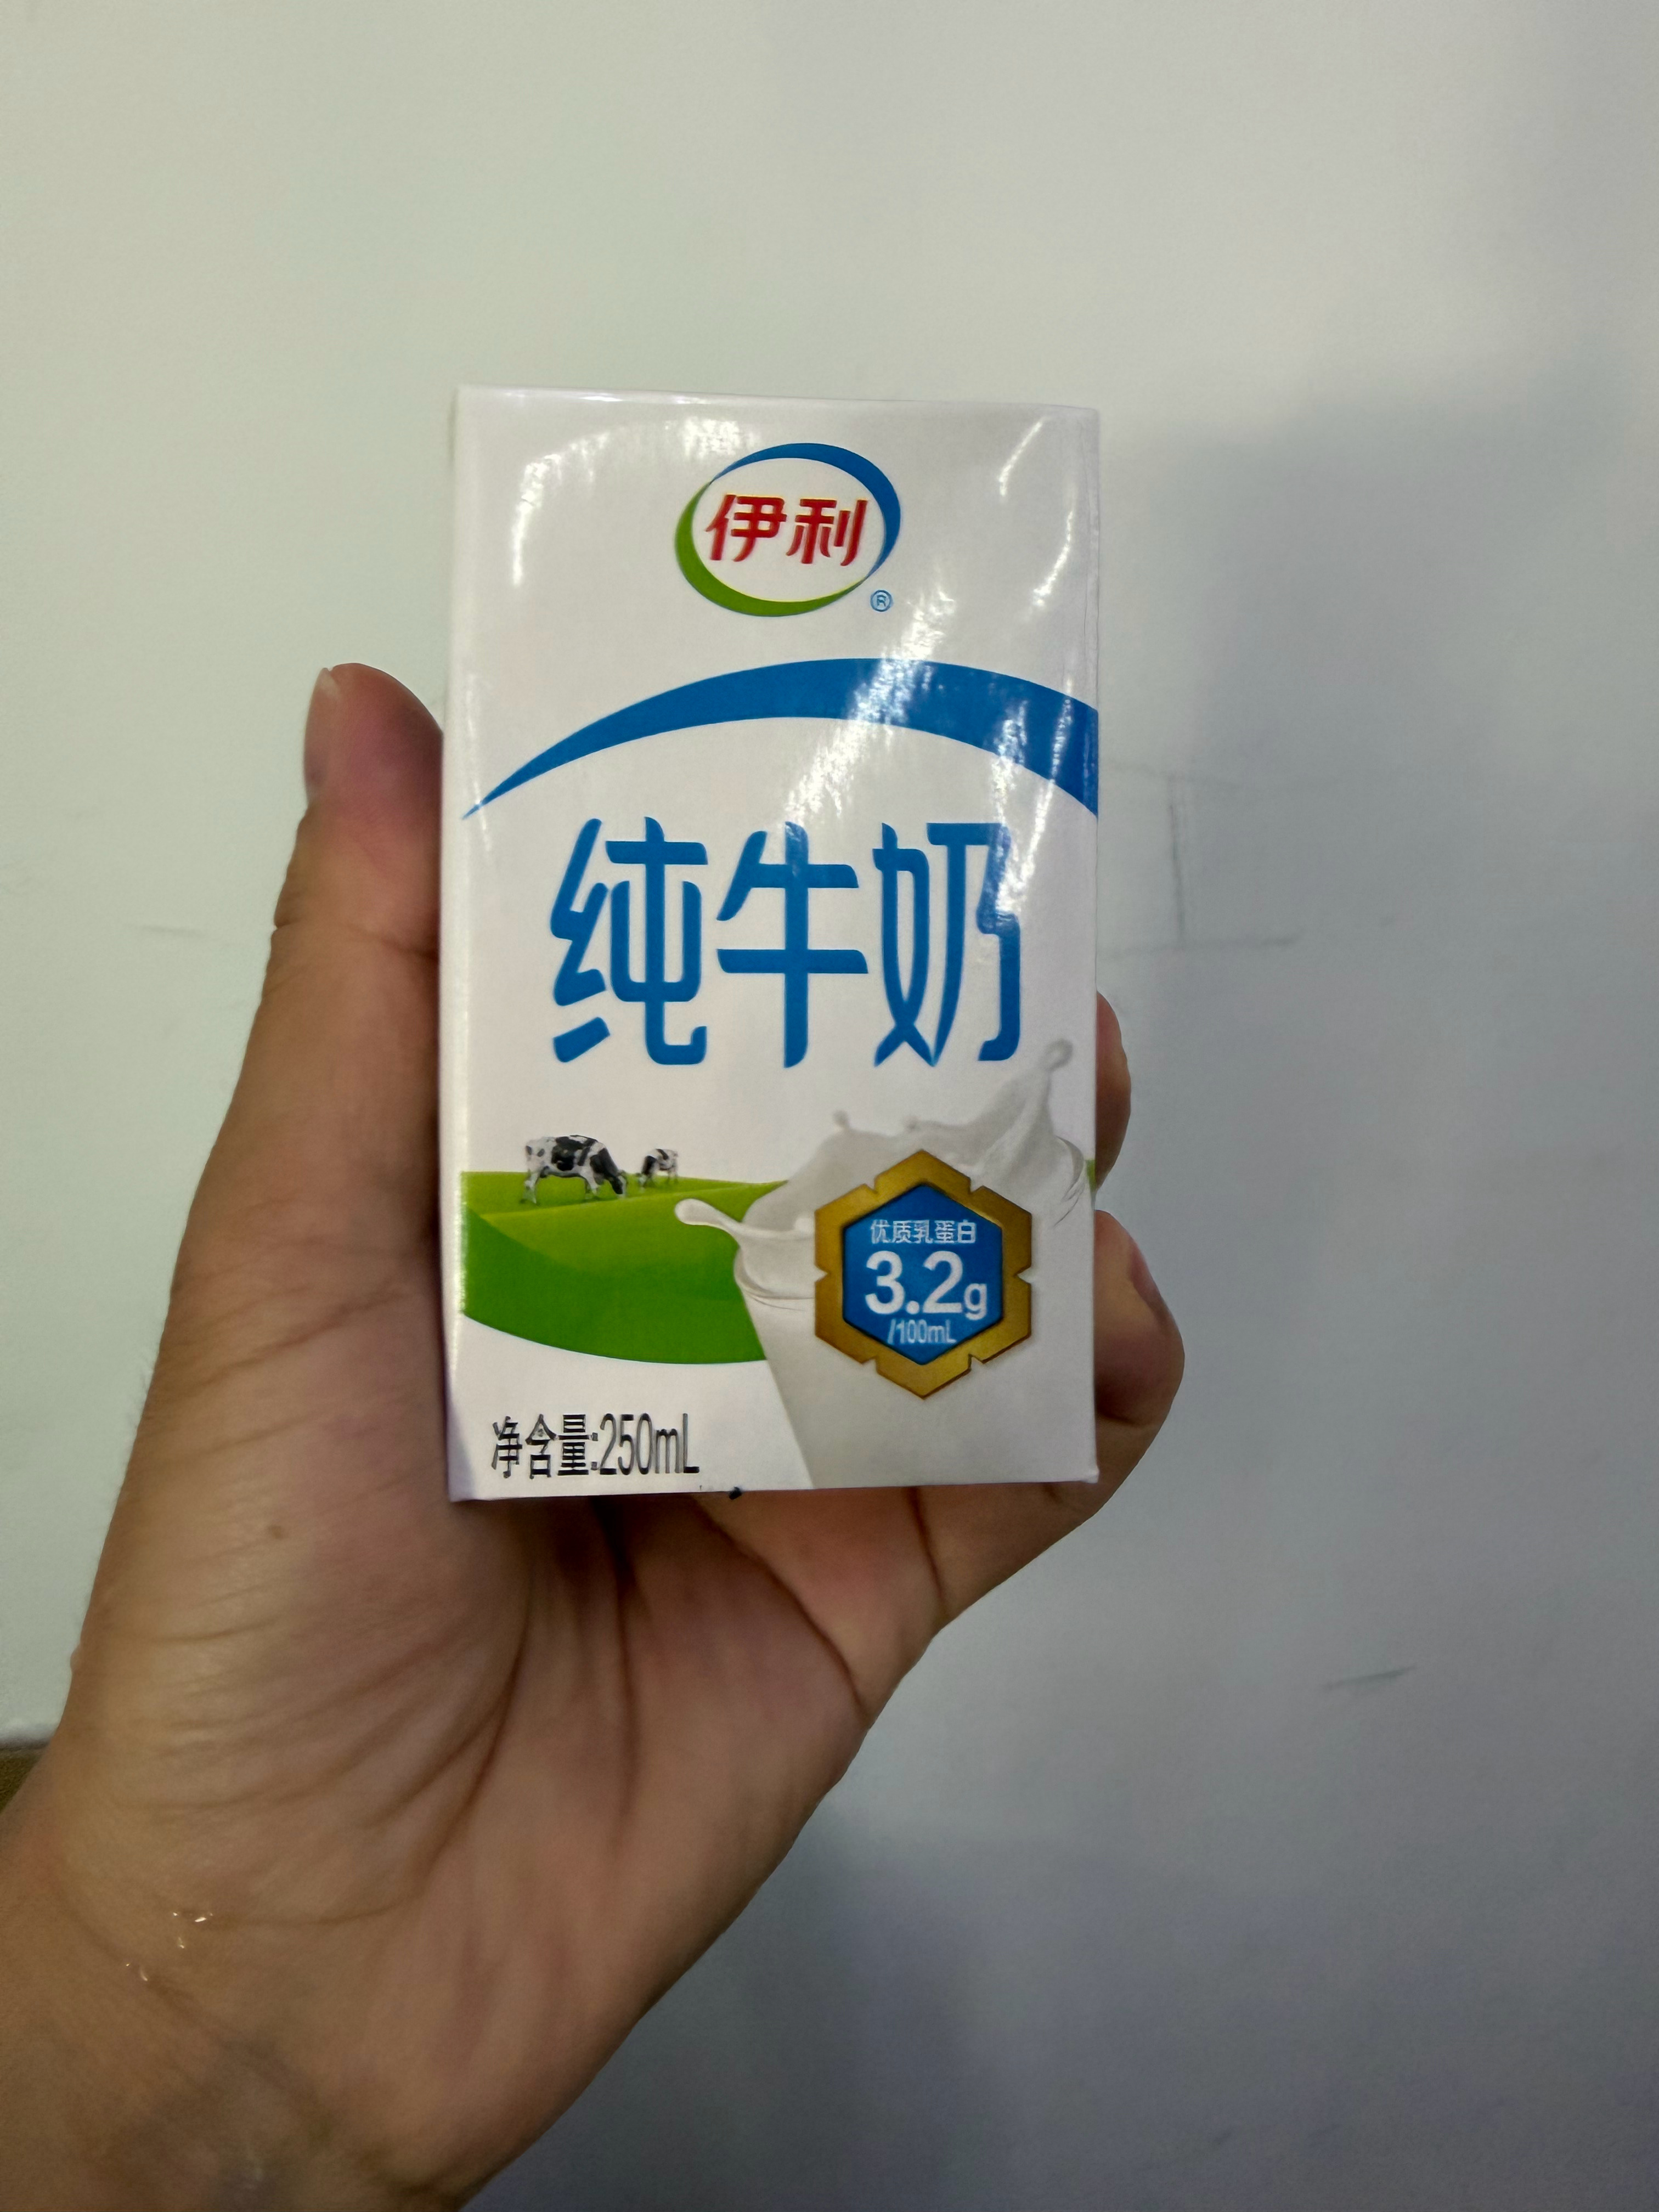 伊利
®
纯牛奶
优质乳蛋白
3.2g
/100mL
净含量:250mL